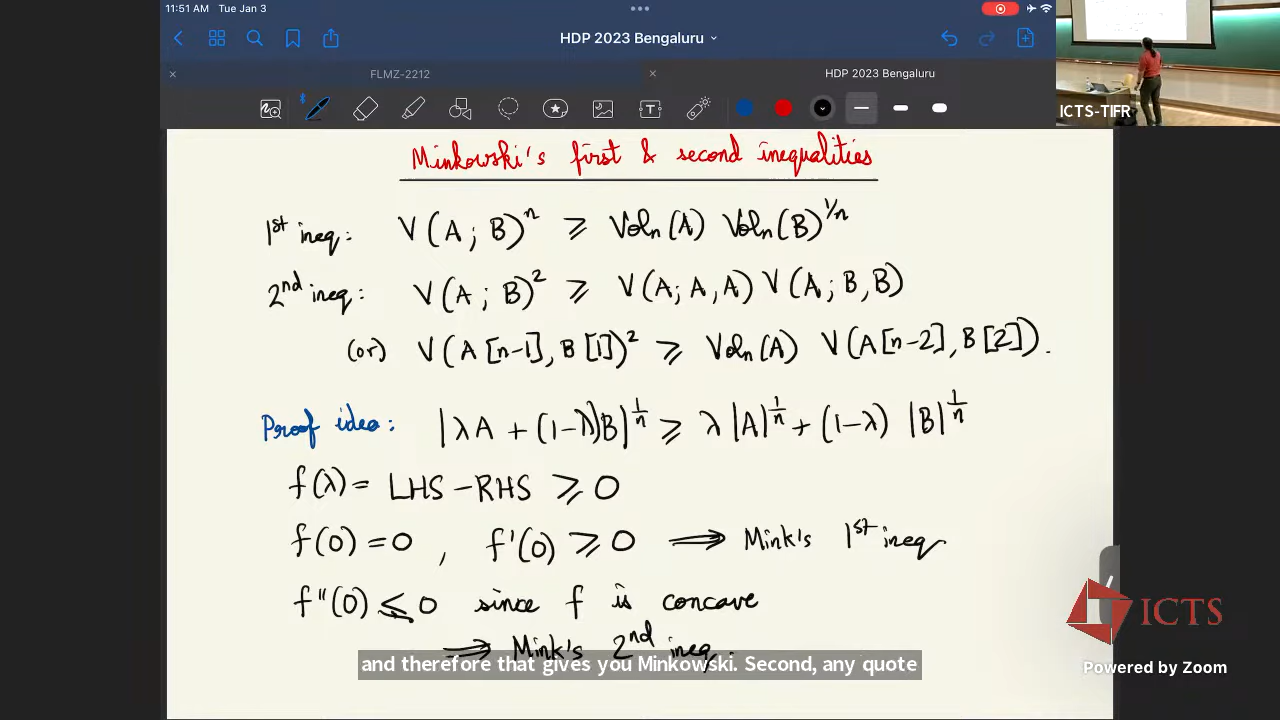 11:51 AM Tue Jan 3
HDP 2023 Bengaluru
FLMZ-2212
HDP 2023 Bengaluru
ICTS-TIFR
Minkowski's first & second inequalities
1st ineq: V(A; B)^n ≥ Voln(A) Voln(B)^1/n
2nd ineq: V(A; B)^2 ≥ V(A; A, A) V(A; B, B)
(or) V(A[n-1], B[1])^2 ≥ Voln(A) V(A[n-2], B[2]).
Proof idea: |λA + (1-λ)B|^1/n ≥ λ|A|^1/n + (1-λ) |B|^1/n
f(λ) = LHS - RHS ≥ 0
f(0) = 0, f'(0) ≥ 0 ⟹ Mink's 1st ineq
f"(0) ≤ 0 since f is concave
⟹ Mink's 2nd ineq.
and therefore that gives you Minkowski. Second, any quote
ICTS
Powered by Zoom